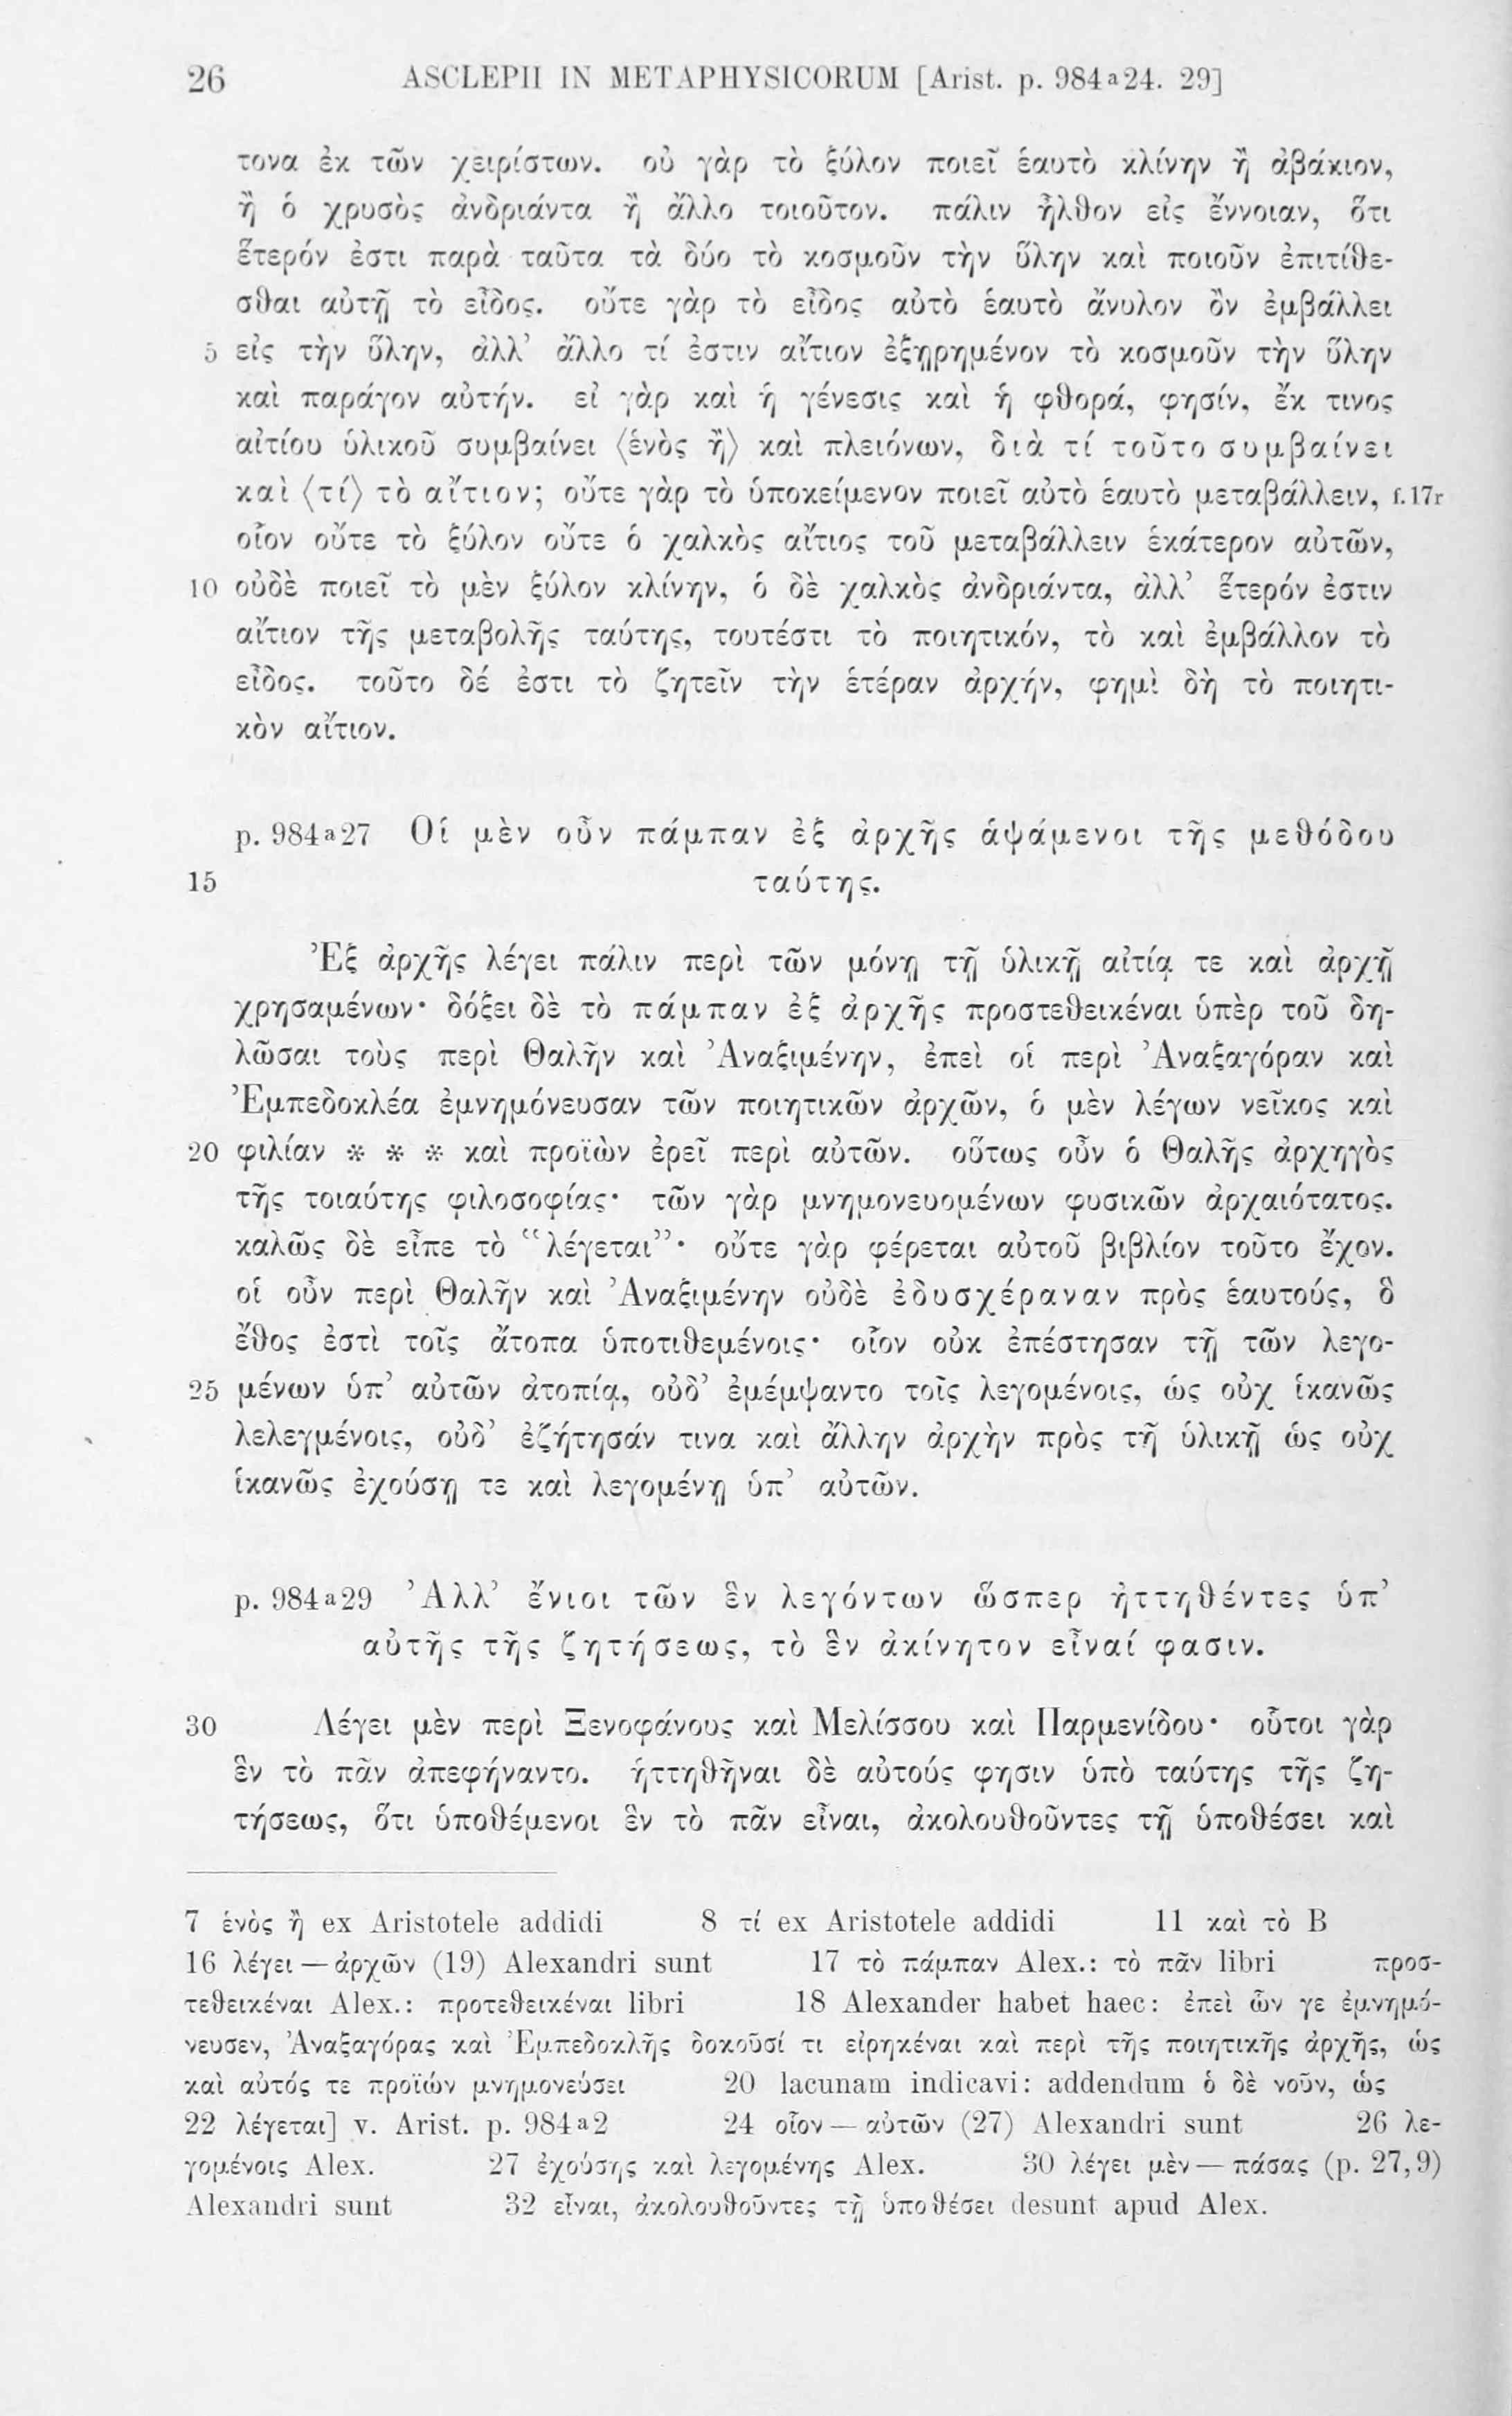 26 ASCLEPII IN METAPHYSICORUM [Arist. p. 984ᵃ24. 29]
τονα ἐκ τῶν χειρίστων. οὐ γὰρ τὸ ξύλον ποιεῖ ἑαυτὸ κλίνην ἢ ἀβάκιον,
ἢ ὁ χρυσὸς ἀνδριάντα ἢ ἄλλο τοιοῦτον. πάλιν ἦλθον εἰς ἔννοιαν, ὅτι
ἕτερόν ἐστι παρὰ ταῦτα τὰ δύο τὸ κοσμοῦν τὴν ὕλην καὶ ποιοῦν ἐπιτίθε-
σθαι αὐτῇ τὸ εἶδος. οὔτε γὰρ τὸ εἶδος αὐτὸ ἑαυτὸ ἄνυλον ὂν ἐμβάλλει
5 εἰς τὴν ὕλην, ἀλλ’ ἄλλο τί ἐστιν αἴτιον ἐξῃρημένον τὸ κοσμοῦν τὴν ὕλην
καὶ παράγον αὐτήν. εἰ γὰρ καὶ ἡ γένεσις καὶ ἡ φθορά, φησίν, ἔκ τινος
αἰτίου ὑλικοῦ συμβαίνει ⟨ἑνὸς ἢ⟩ καὶ πλειόνων, διὰ τί τοῦτο συμβαίνει
καὶ ⟨τί⟩ τὸ αἴτιον; οὔτε γὰρ τὸ ὑποκείμενον ποιεῖ αὐτὸ ἑαυτὸ μεταβάλλειν, f.17r
οἷον οὔτε τὸ ξύλον οὔτε ὁ χαλκὸς αἴτιος τοῦ μεταβάλλειν ἑκάτερον αὐτῶν,
10 οὐδὲ ποιεῖ τὸ μὲν ξύλον κλίνην, ὁ δὲ χαλκὸς ἀνδριάντα, ἀλλ’ ἕτερόν ἐστιν
αἴτιον τῆς μεταβολῆς ταύτης, τουτέστι τὸ ποιητικόν, τὸ καὶ ἐμβάλλον τὸ
εἶδος. τοῦτο δέ ἐστι τὸ ζητεῖν τὴν ἑτέραν ἀρχήν, φημὶ δὴ τὸ ποιητι-
κὸν αἴτιον.
p. 984ᵃ27 Οἱ μὲν οὖν πάμπαν ἐξ ἀρχῆς ἁψάμενοι τῆς μεθόδου
15 ταύτης.
Ἐξ ἀρχῆς λέγει πάλιν περὶ τῶν μόνῃ τῇ ὑλικῇ αἰτίᾳ τε καὶ ἀρχῇ
χρησαμένων· δόξει δὲ τὸ πάμπαν ἐξ ἀρχῆς προστεθεικέναι ὑπὲρ τοῦ δη-
λῶσαι τοὺς περὶ Θαλῆν καὶ Ἀναξιμένην, ἐπεὶ οἱ περὶ Ἀναξαγόραν καὶ
Ἐμπεδοκλέα ἐμνημόνευσαν τῶν ποιητικῶν ἀρχῶν, ὁ μὲν λέγων νεῖκος καὶ
20 φιλίαν * * * καὶ προϊὼν ἐρεῖ περὶ αὐτῶν. οὕτως οὖν ὁ Θαλῆς ἀρχηγὸς
τῆς τοιαύτης φιλοσοφίας· τῶν γὰρ μνημονευομένων φυσικῶν ἀρχαιότατος.
καλῶς δὲ εἶπε τὸ “λέγεται”· οὔτε γὰρ φέρεται αὐτοῦ βιβλίον τοῦτο ἔχον.
οἱ οὖν περὶ Θαλῆν καὶ Ἀναξιμένην οὐδὲ ἐδυσχέραναν πρὸς ἑαυτούς, ὃ
ἔθος ἐστὶ τοῖς ἄτοπα ὑποτιθεμένοις· οἷον οὐκ ἐπέστησαν τῇ τῶν λεγο-
25 μένων ὑπ’ αὐτῶν ἀτοπίᾳ, οὐδ’ ἐμέμψαντο τοῖς λεγομένοις, ὡς οὐχ ἱκανῶς
λελεγμένοις, οὐδ’ ἐζήτησάν τινα καὶ ἄλλην ἀρχὴν πρὸς τῇ ὑλικῇ ὡς οὐχ
ἱκανῶς ἐχούσῃ τε καὶ λεγομένῃ ὑπ’ αὐτῶν.
p. 984ᵃ29 Ἀλλ’ ἔνιοι τῶν ἓν λεγόντων ὥσπερ ἡττηθέντες ὑπ’
αὐτῆς τῆς ζητήσεως, τὸ ἓν ἀκίνητον εἶναί φασιν.
30 Λέγει μὲν περὶ Ξενοφάνους καὶ Μελίσσου καὶ Παρμενίδου· οὗτοι γὰρ
ἓν τὸ πᾶν ἀπεφήναντο. ἡττηθῆναι δὲ αὐτούς φησιν ὑπὸ ταύτης τῆς ζη-
τήσεως, ὅτι ὑποθέμενοι ἓν τὸ πᾶν εἶναι, ἀκολουθοῦντες τῇ ὑποθέσει καὶ
7 ἑνὸς ἢ ex Aristotele addidi 8 τί ex Aristotele addidi 11 καὶ τὸ B
16 λέγει — ἀρχῶν (19) Alexandri sunt 17 τὸ πάμπαν Alex.: τὸ πᾶν libri προσ-
τεθεικέναι Alex.: προτεθεικέναι libri 18 Alexander habet haec: ἐπεὶ ὧν γε ἐμνημό-
νευσεν, Ἀναξαγόρας καὶ Ἐμπεδοκλῆς δοκοῦσί τι εἰρηκέναι καὶ περὶ τῆς ποιητικῆς ἀρχῆς, ὡς
καὶ αὐτός τε προϊών μνημονεύσει 20 lacunam indicavi: addendum ὁ δὲ νοῦν, ὡς
22 λέγεται] v. Arist. p. 984ᵃ2 24 οἷον — αὐτῶν (27) Alexandri sunt 26 λε-
γομένοις Alex. 27 ἐχούσης καὶ λεγομένης Alex. 30 λέγει μὲν — πάσας (p. 27,9)
Alexandri sunt 32 εἶναι, ἀκολουθοῦντες τῇ ὑποθέσει desunt apud Alex.